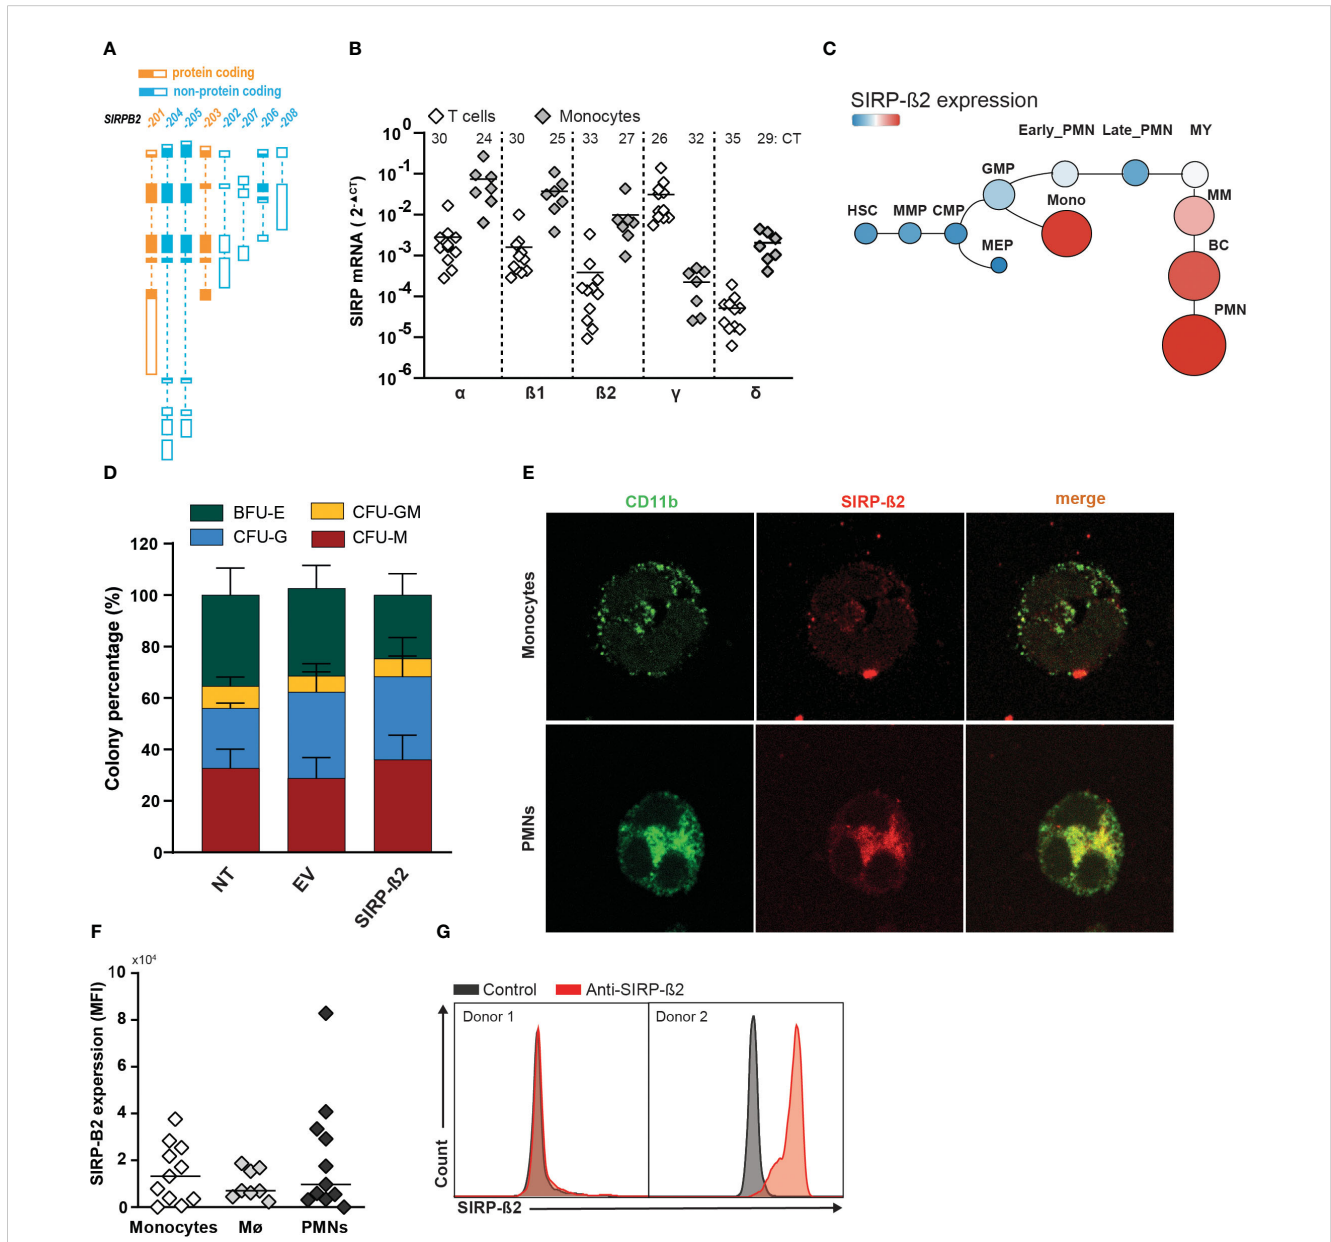 A
protein coding
non-protein coding
SIRPB2 -201 -204 -205 -203 -202 -207 -206 -208
B
T cells Monocytes
30 24 30 25 33 27 26 32 35 29: CT
SIRP mRNA ( 2-▲CT)
10 0
10 -1
10 -2
10 -3
10 -4
10 -5
10 -6
α ß1 ß2 γ δ
C
SIRP-ß2 expression
Early_PMN Late_PMN MY
GMP
Mono
MM
HSC MMP CMP
MEP
BC
PMN
D
BFU-E CFU-GM
CFU-G CFU-M
Colony percentage (%)
120
100
80
60
40
20
0
NT EV SIRP-ß2
E
CD11b SIRP-ß2 merge
Monocytes
PMNs
F
x10⁴
SIRP-B2 experssion (MFI)
10
8
6
4
2
0
Monocytes Mø PMNs
G
Control Anti-SIRP-ß2
Donor 1 Donor 2
Count
SIRP-ß2